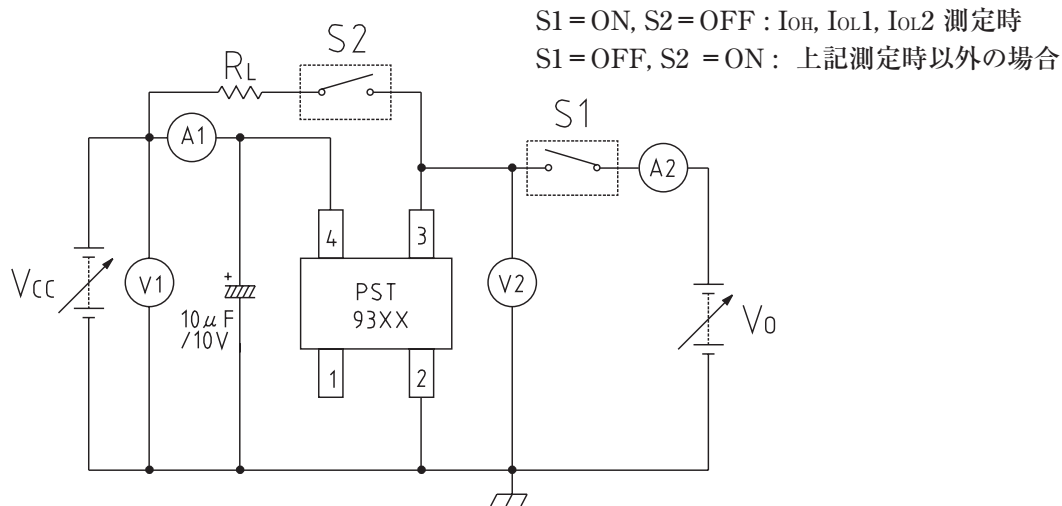 S1=ON, S2=OFF : IOH, IOL1, IOL2 測定時
S1=OFF, S2 =ON : 上記測定時以外の場合
S2
RL
S1
A1
A2
4
3
Vcc
V1
+
10μF
/10V
PST
93XX
V2
Vo
1
2